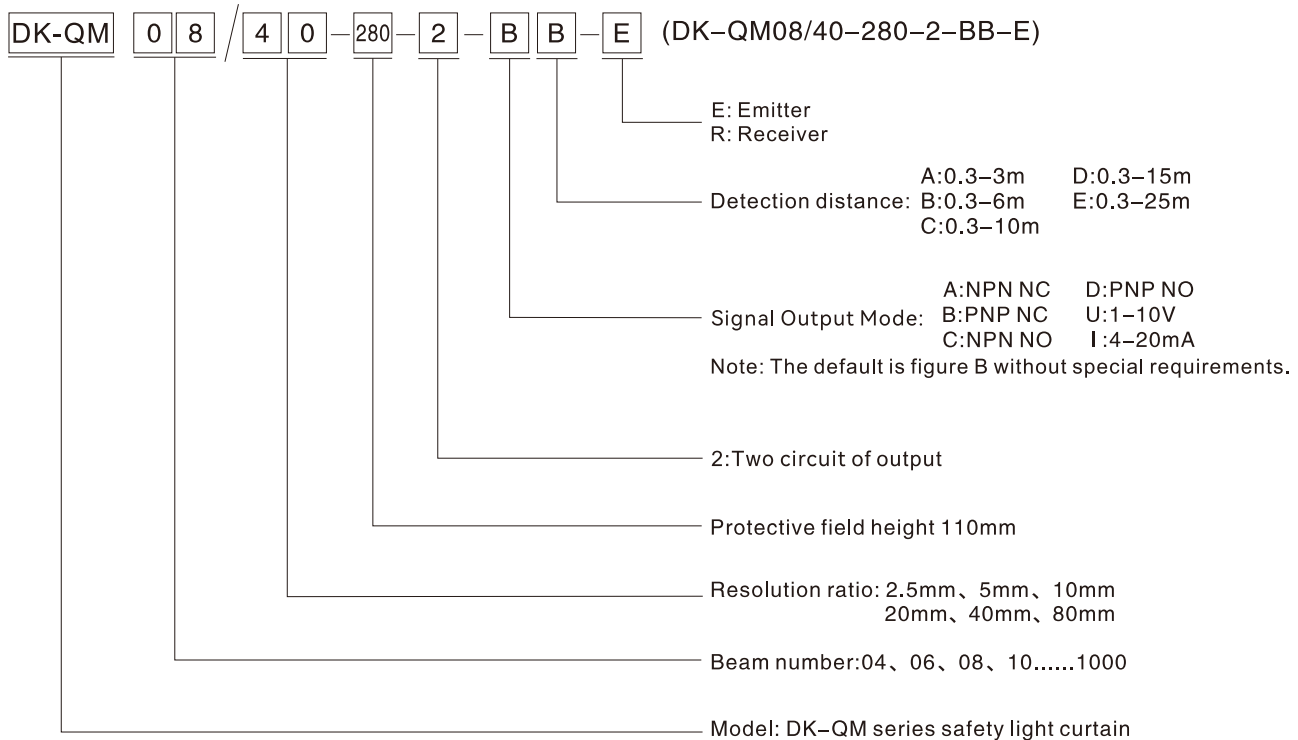 DK-QM 08/40-280-2-BB-E (DK-QM08/40-280-2-BB-E)
E: Emitter
R: Receiver
Detection distance: A:0.3-3m D:0.3-15m
B:0.3-6m E:0.3-25m
C:0.3-10m
Signal Output Mode: A:NPN NC D:PNP NO
B:PNP NC U:1-10V
C:NPN NO I:4-20mA
Note: The default is figure B without special requirements.
2:Two circuit of output
Protective field height 110mm
Resolution ratio: 2.5mm、5mm、10mm
20mm、40mm、80mm
Beam number:04、06、08、10......1000
Model: DK-QM series safety light curtain